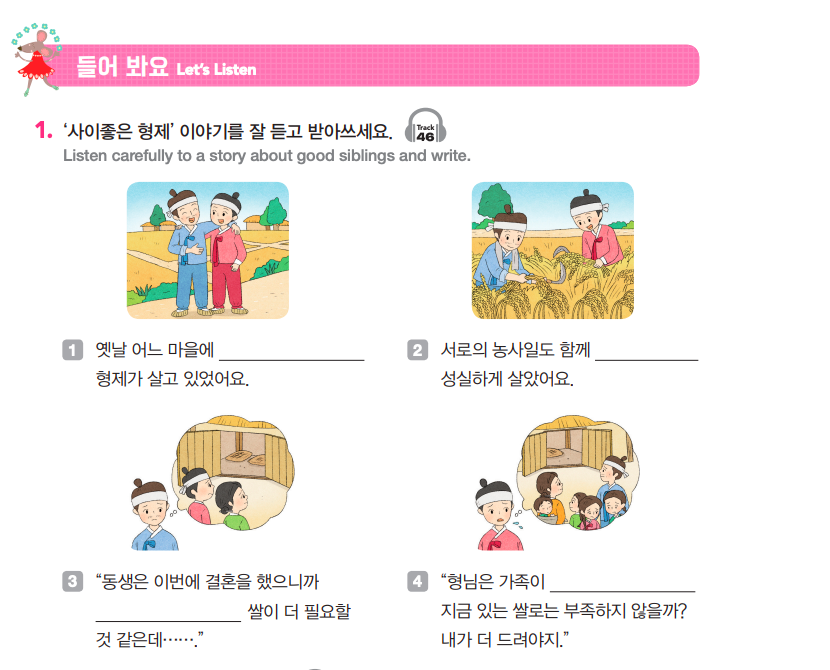 들어 봐요 Let's Listen
1. ‘사이좋은 형제’ 이야기를 잘 듣고 받아쓰세요.
Track 46
Listen carefully to a story about good siblings and write.
1 옛날 어느 마을에 ____________
형제가 살고 있었어요.
2 서로의 농사일도 함께 ____________
성실하게 살았어요.
3 “동생은 이번에 결혼을 했으니까
____________ 쌀이 더 필요할
것 같은데…….”
4 “형님은 가족이 ____________
지금 있는 쌀로는 부족하지 않을까?
내가 더 드려야지.”